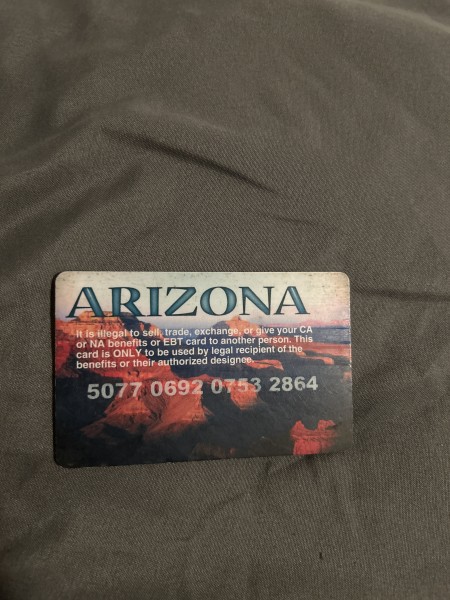 ARIZONA
It is illegal to sell, trade, exchange, or give your CA
or NA benefits or EBT card to another person. This
card is ONLY to be used by legal recipient of the
benefits or their authorized designee.
5077 0692 0753 2864